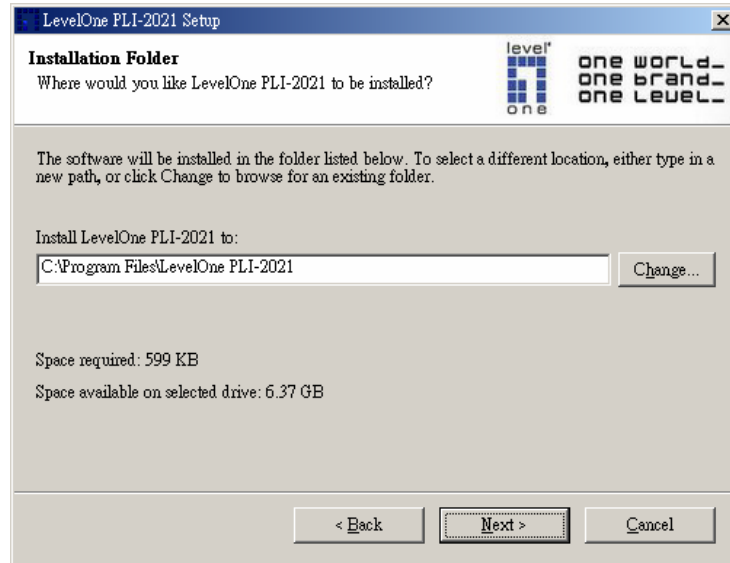 LevelOne PLI-2021 Setup
Installation Folder
Where would you like LevelOne PLI-2021 to be installed?
level
one
one world_
one brand_
one Level_
The software will be installed in the folder listed below. To select a different location, either type in a
new path, or click Change to browse for an existing folder.
Install LevelOne PLI-2021 to:
C:\Program Files\LevelOne PLI-2021
Change...
Space required: 599 KB
Space available on selected drive: 6.37 GB
< Back
Next >
Cancel